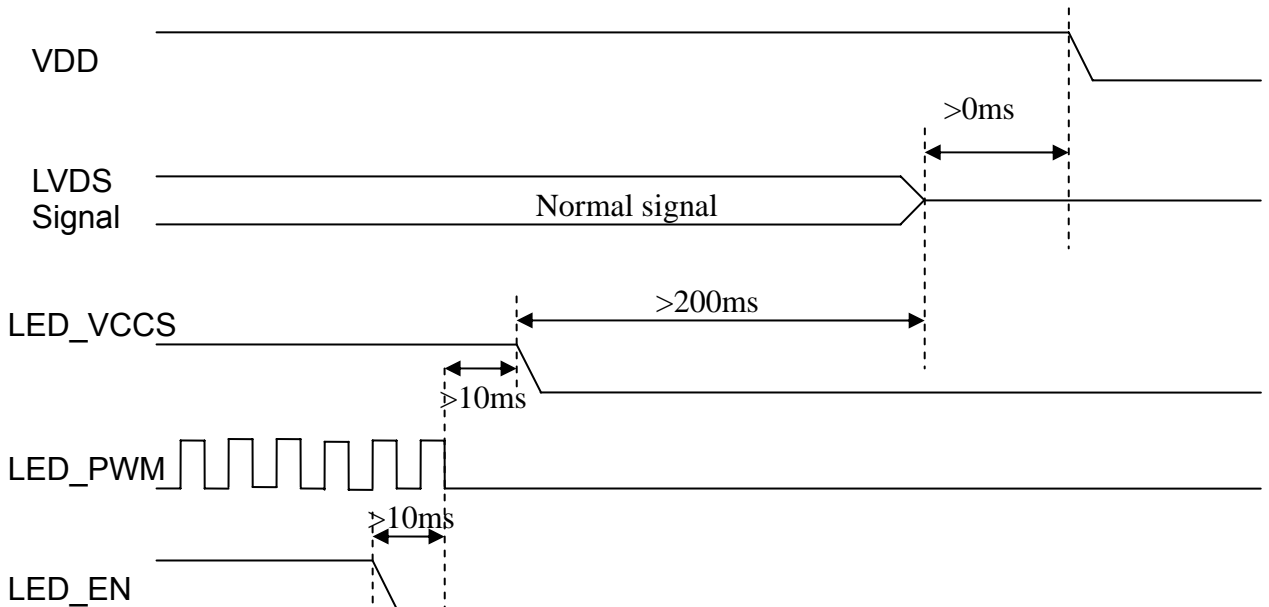 VDD
>0ms
LVDS
Signal
Normal signal
>200ms
LED_VCCS
>10ms
LED_PWM
>10ms
LED_EN